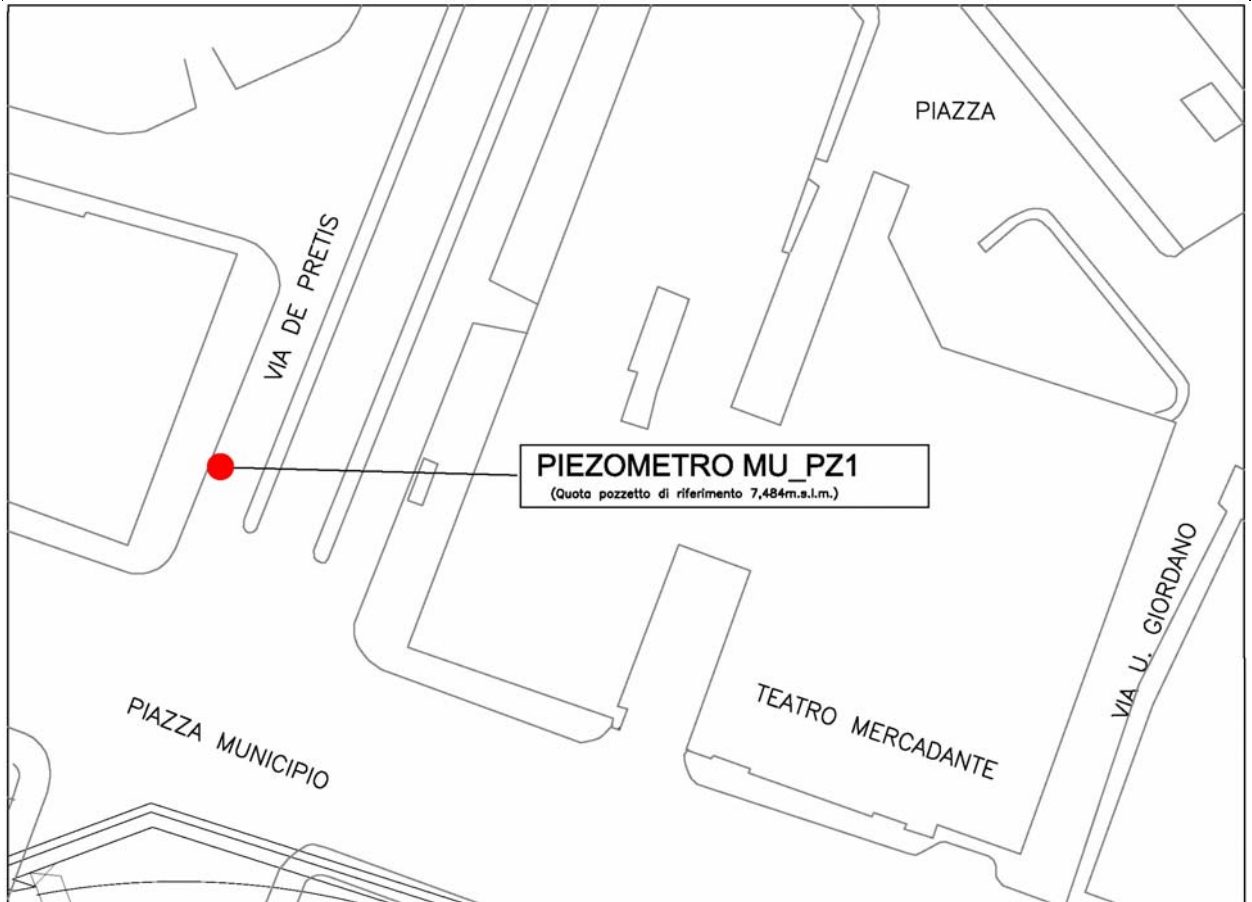 PIAZZA
VIA DE PRETIS
PIEZOMETRO MU_PZ1
(Quota pozzetto di riferimento 7,484m.s.l.m.)
VIA U. GIORDANO
TEATRO MERCADANTE
PIAZZA MUNICIPIO